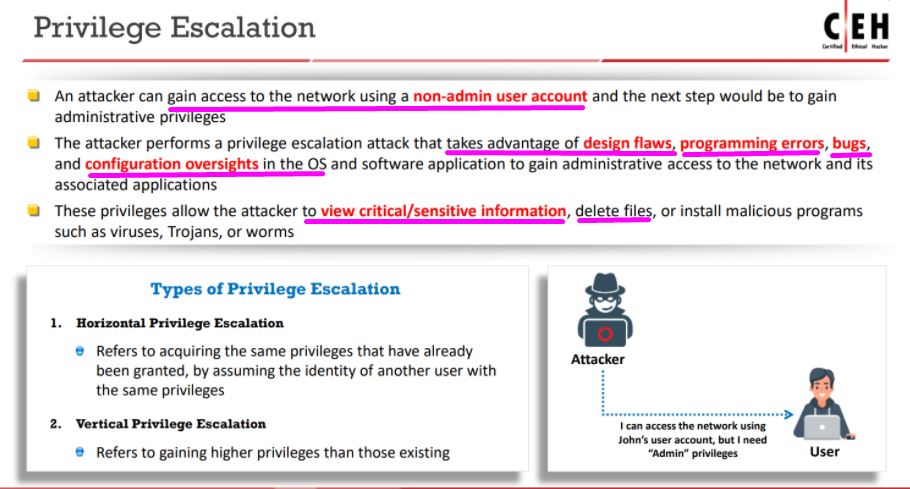 Privilege Escalation
C|EH
Certified Ethical Hacker
An attacker can gain access to the network using a non-admin user account and the next step would be to gain
administrative privileges
The attacker performs a privilege escalation attack that takes advantage of design flaws, programming errors, bugs,
and configuration oversights in the OS and software application to gain administrative access to the network and its
associated applications
These privileges allow the attacker to view critical/sensitive information, delete files, or install malicious programs
such as viruses, Trojans, or worms
Types of Privilege Escalation
1. Horizontal Privilege Escalation
Refers to acquiring the same privileges that have already
been granted, by assuming the identity of another user with
the same privileges
2. Vertical Privilege Escalation
Refers to gaining higher privileges than those existing
Attacker
I can access the network using
John's user account, but I need
"Admin" privileges
User